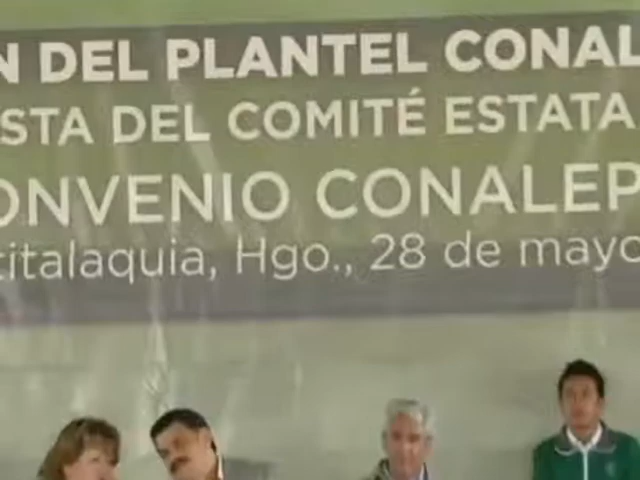 N DEL PLANTEL CONAL
STA DEL COMITÉ ESTATA
ONVENIO CONALEP
titalaquia, Hgo., 28 de mayo